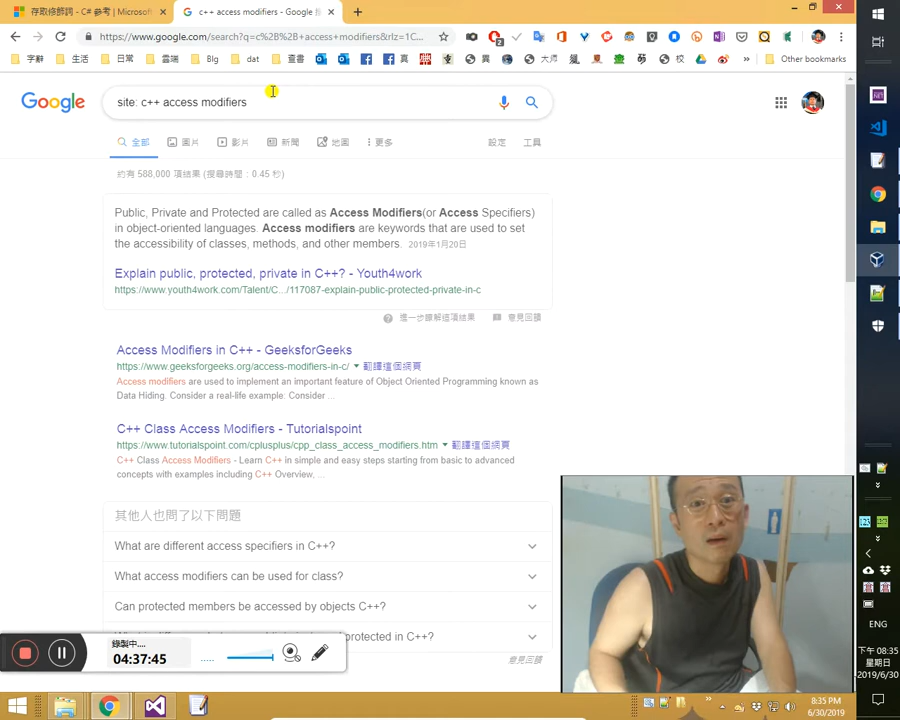 存取修飾詞 - C# 參考 | Microsoft
c++ access modifiers - Google 搜
https://www.google.com/search?q=c%2B%2B+access+modifiers&rlz=1C...
字辭
生活
日常
雲端
Blg
dat
查書
真
異
大师
校
Other bookmarks
Google
site: c++ access modifiers
全部
圖片
影片
新聞
地圖
更多
設定
工具
約有 588,000 項結果 (搜尋時間：0.45 秒)
Public, Private and Protected are called as Access Modifiers(or Access Specifiers)
in object-oriented languages. Access modifiers are keywords that are used to set
the accessibility of classes, methods, and other members. 2019年1月20日
Explain public, protected, private in C++? - Youth4work
https://www.youth4work.com/Talent/C.../117087-explain-public-protected-private-in-c
進一步瞭解這項結果
意見回饋
Access Modifiers in C++ - GeeksforGeeks
https://www.geeksforgeeks.org/access-modifiers-in-c/ 翻譯這個網頁
Access modifiers are used to implement an important feature of Object Oriented Programming known as
Data Hiding. Consider a real-life example: Consider ...
C++ Class Access Modifiers - Tutorialspoint
https://www.tutorialspoint.com/cplusplus/cpp_class_access_modifiers.htm 翻譯這個網頁
C++ Class Access Modifiers - Learn C++ in simple and easy steps starting from basic to advanced
concepts with examples including C++ Overview, ...
其他人也問了以下問題
What are different access specifiers in C++?
What access modifiers can be used for class?
Can protected members be accessed by objects C++?
protected in C++?
意見回饋
錄製中....
04:37:45
ENG
下午 08:35
星期日
2019/6/30
8:35 PM
6/30/2019